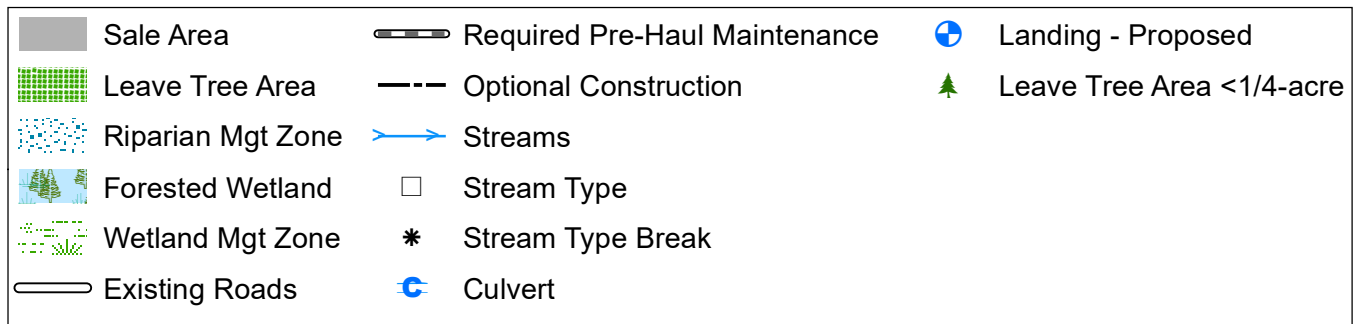 Sale Area
Leave Tree Area
Riparian Mgt Zone
Forested Wetland
Wetland Mgt Zone
Existing Roads
Required Pre-Haul Maintenance
Optional Construction
Streams
Stream Type
Stream Type Break
C Culvert
Landing - Proposed
Leave Tree Area <1/4-acre